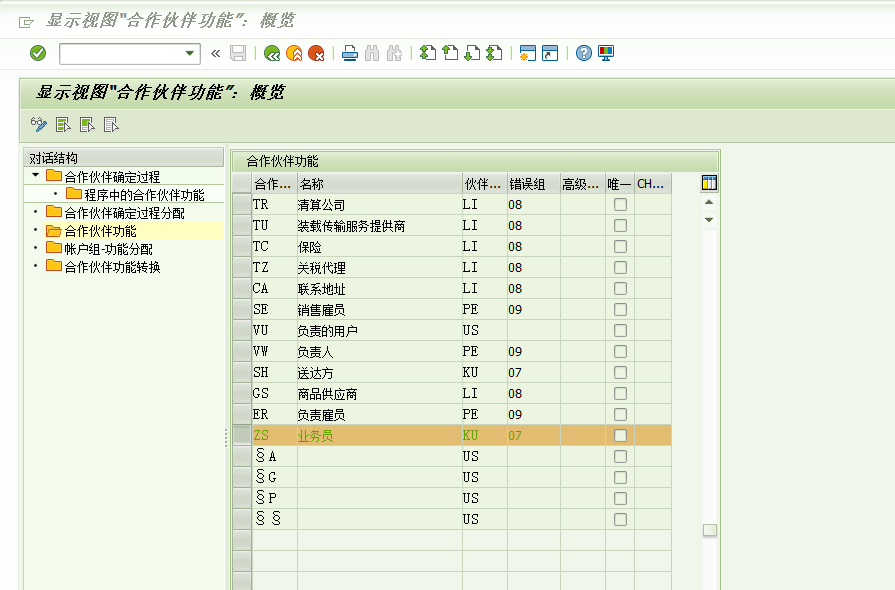 显示视图"合作伙伴功能": 概览
«
显示视图"合作伙伴功能": 概览
对话结构
合作伙伴确定过程
程序中的合作伙伴功能
合作伙伴确定过程分配
合作伙伴功能
帐户组-功能分配
合作伙伴功能转换
合作伙伴功能
合作... 名称 伙伴... 错误组 高级... 唯一 CH...
TR 清算公司 LI 08
TU 装载传输服务提供商 LI 08
TC 保险 LI 08
TZ 关税代理 LI 08
CA 联系地址 LI 08
SE 销售雇员 PE 09
VU 负责的用户 US
VW 负责人 PE 09
SH 送达方 KU 07
GS 商品供应商 LI 08
ER 负责雇员 PE 09
ZS 业务员 KU 07
§A US
§G US
§P US
§§ US